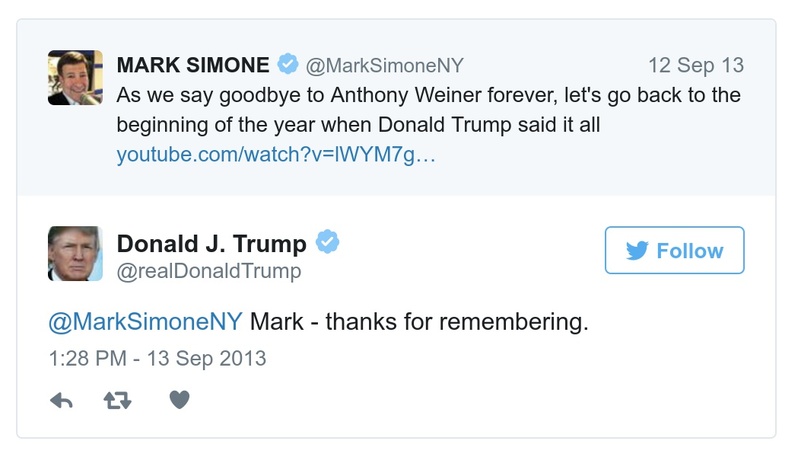 MARK SIMONE @MarkSimoneNY 12 Sep 13
As we say goodbye to Anthony Weiner forever, let's go back to the
beginning of the year when Donald Trump said it all
youtube.com/watch?v=lWYM7g…
Donald J. Trump
@realDonaldTrump
Follow
@MarkSimoneNY Mark - thanks for remembering.
1:28 PM - 13 Sep 2013